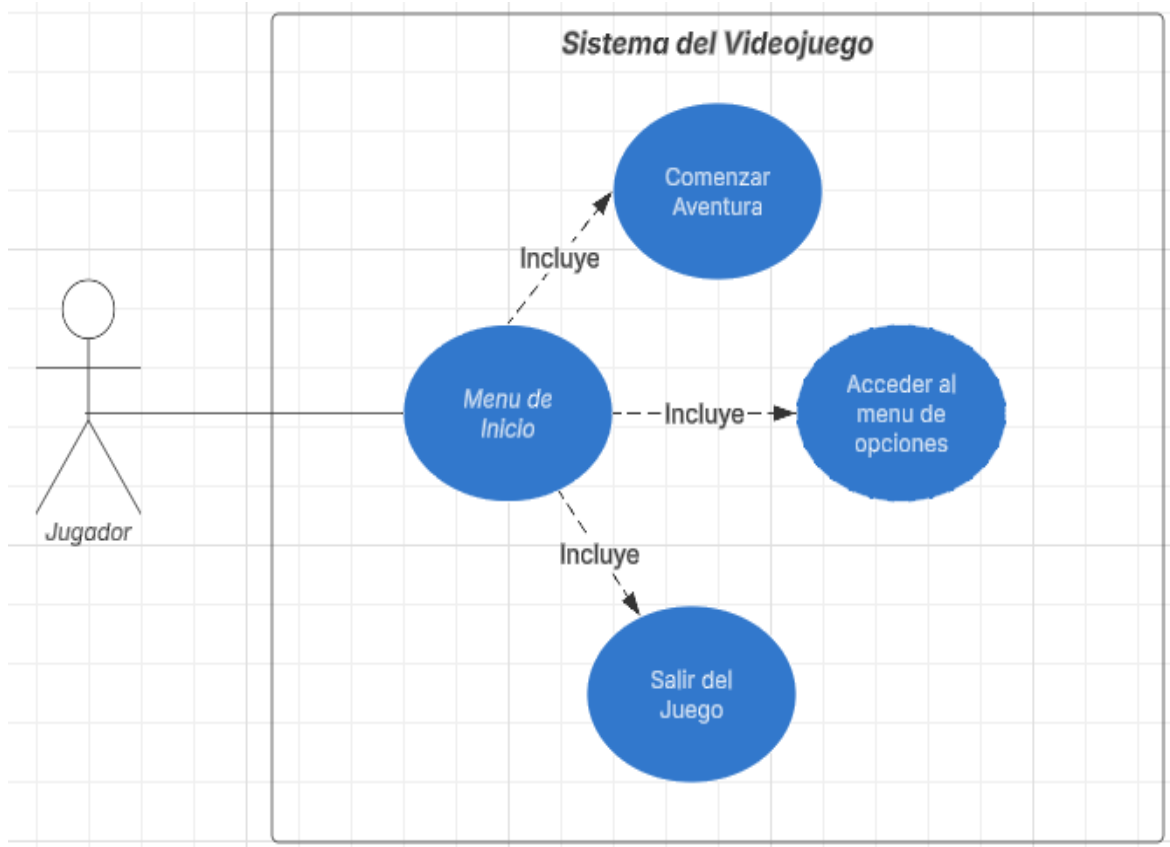 Sistema del Videojuego
Comenzar
Aventura
Incluye
Menu de
Inicio
Incluye
Acceder al
menu de
opciones
Jugador
Incluye
Salir del
Juego